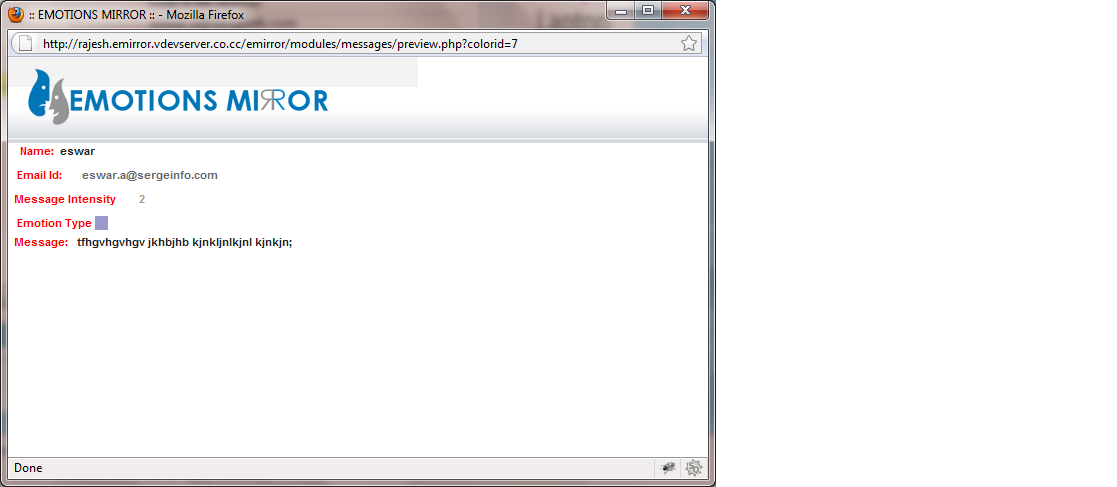 :: EMOTIONS MIRROR :: - Mozilla Firefox
http://rajesh.emirror.vdevserver.co.cc/emirror/modules/messages/preview.php?colorid=7
EMOTIONS MIRROR
Name: eswar
Email Id: eswar.a@sergeinfo.com
Message Intensity 2
Emotion Type
Message: tfhgvhgvhgv jkhbjhb kjnkljnlkjnl kjnkjn;
Done